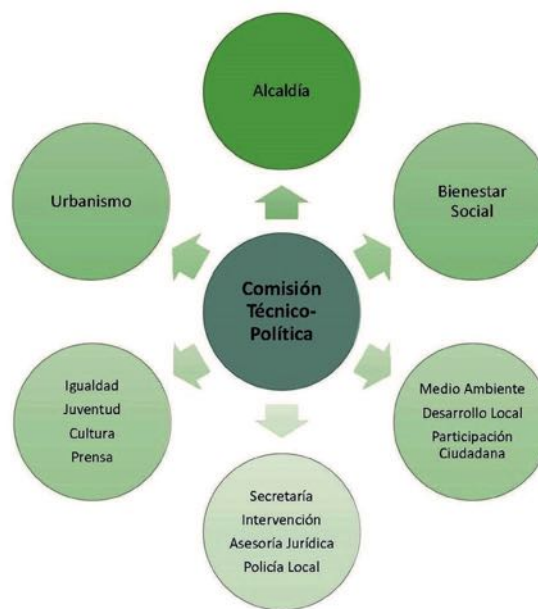 Alcaldía
Urbanismo
Bienestar
Social
Comisión
Técnico-
Política
Igualdad
Juventud
Cultura
Prensa
Medio Ambiente
Desarrollo Local
Participación
Ciudadana
Secretaría
Intervención
Asesoría Jurídica
Policía Local